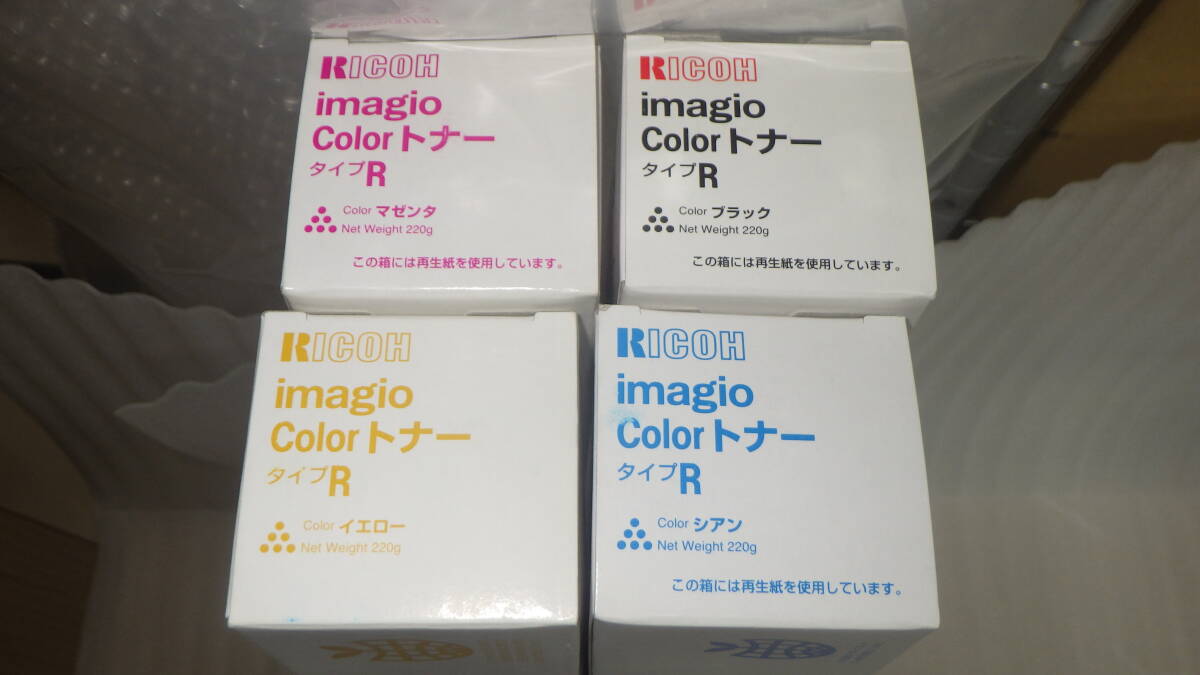 RICOH
imagio
Colorトナー
タイプR
Color マゼンタ
Net Weight 220g
この箱には再生紙を使用しています。
RICOH
imagio
Colorトナー
タイプR
Color ブラック
Net Weight 220g
この箱には再生紙を使用しています。
RICOH
imagio
Colorトナー
タイプR
Color イエロー
Net Weight 220g
RICOH
imagio
Colorトナー
タイプR
Color シアン
Net Weight 220g
この箱には再生紙を使用しています。